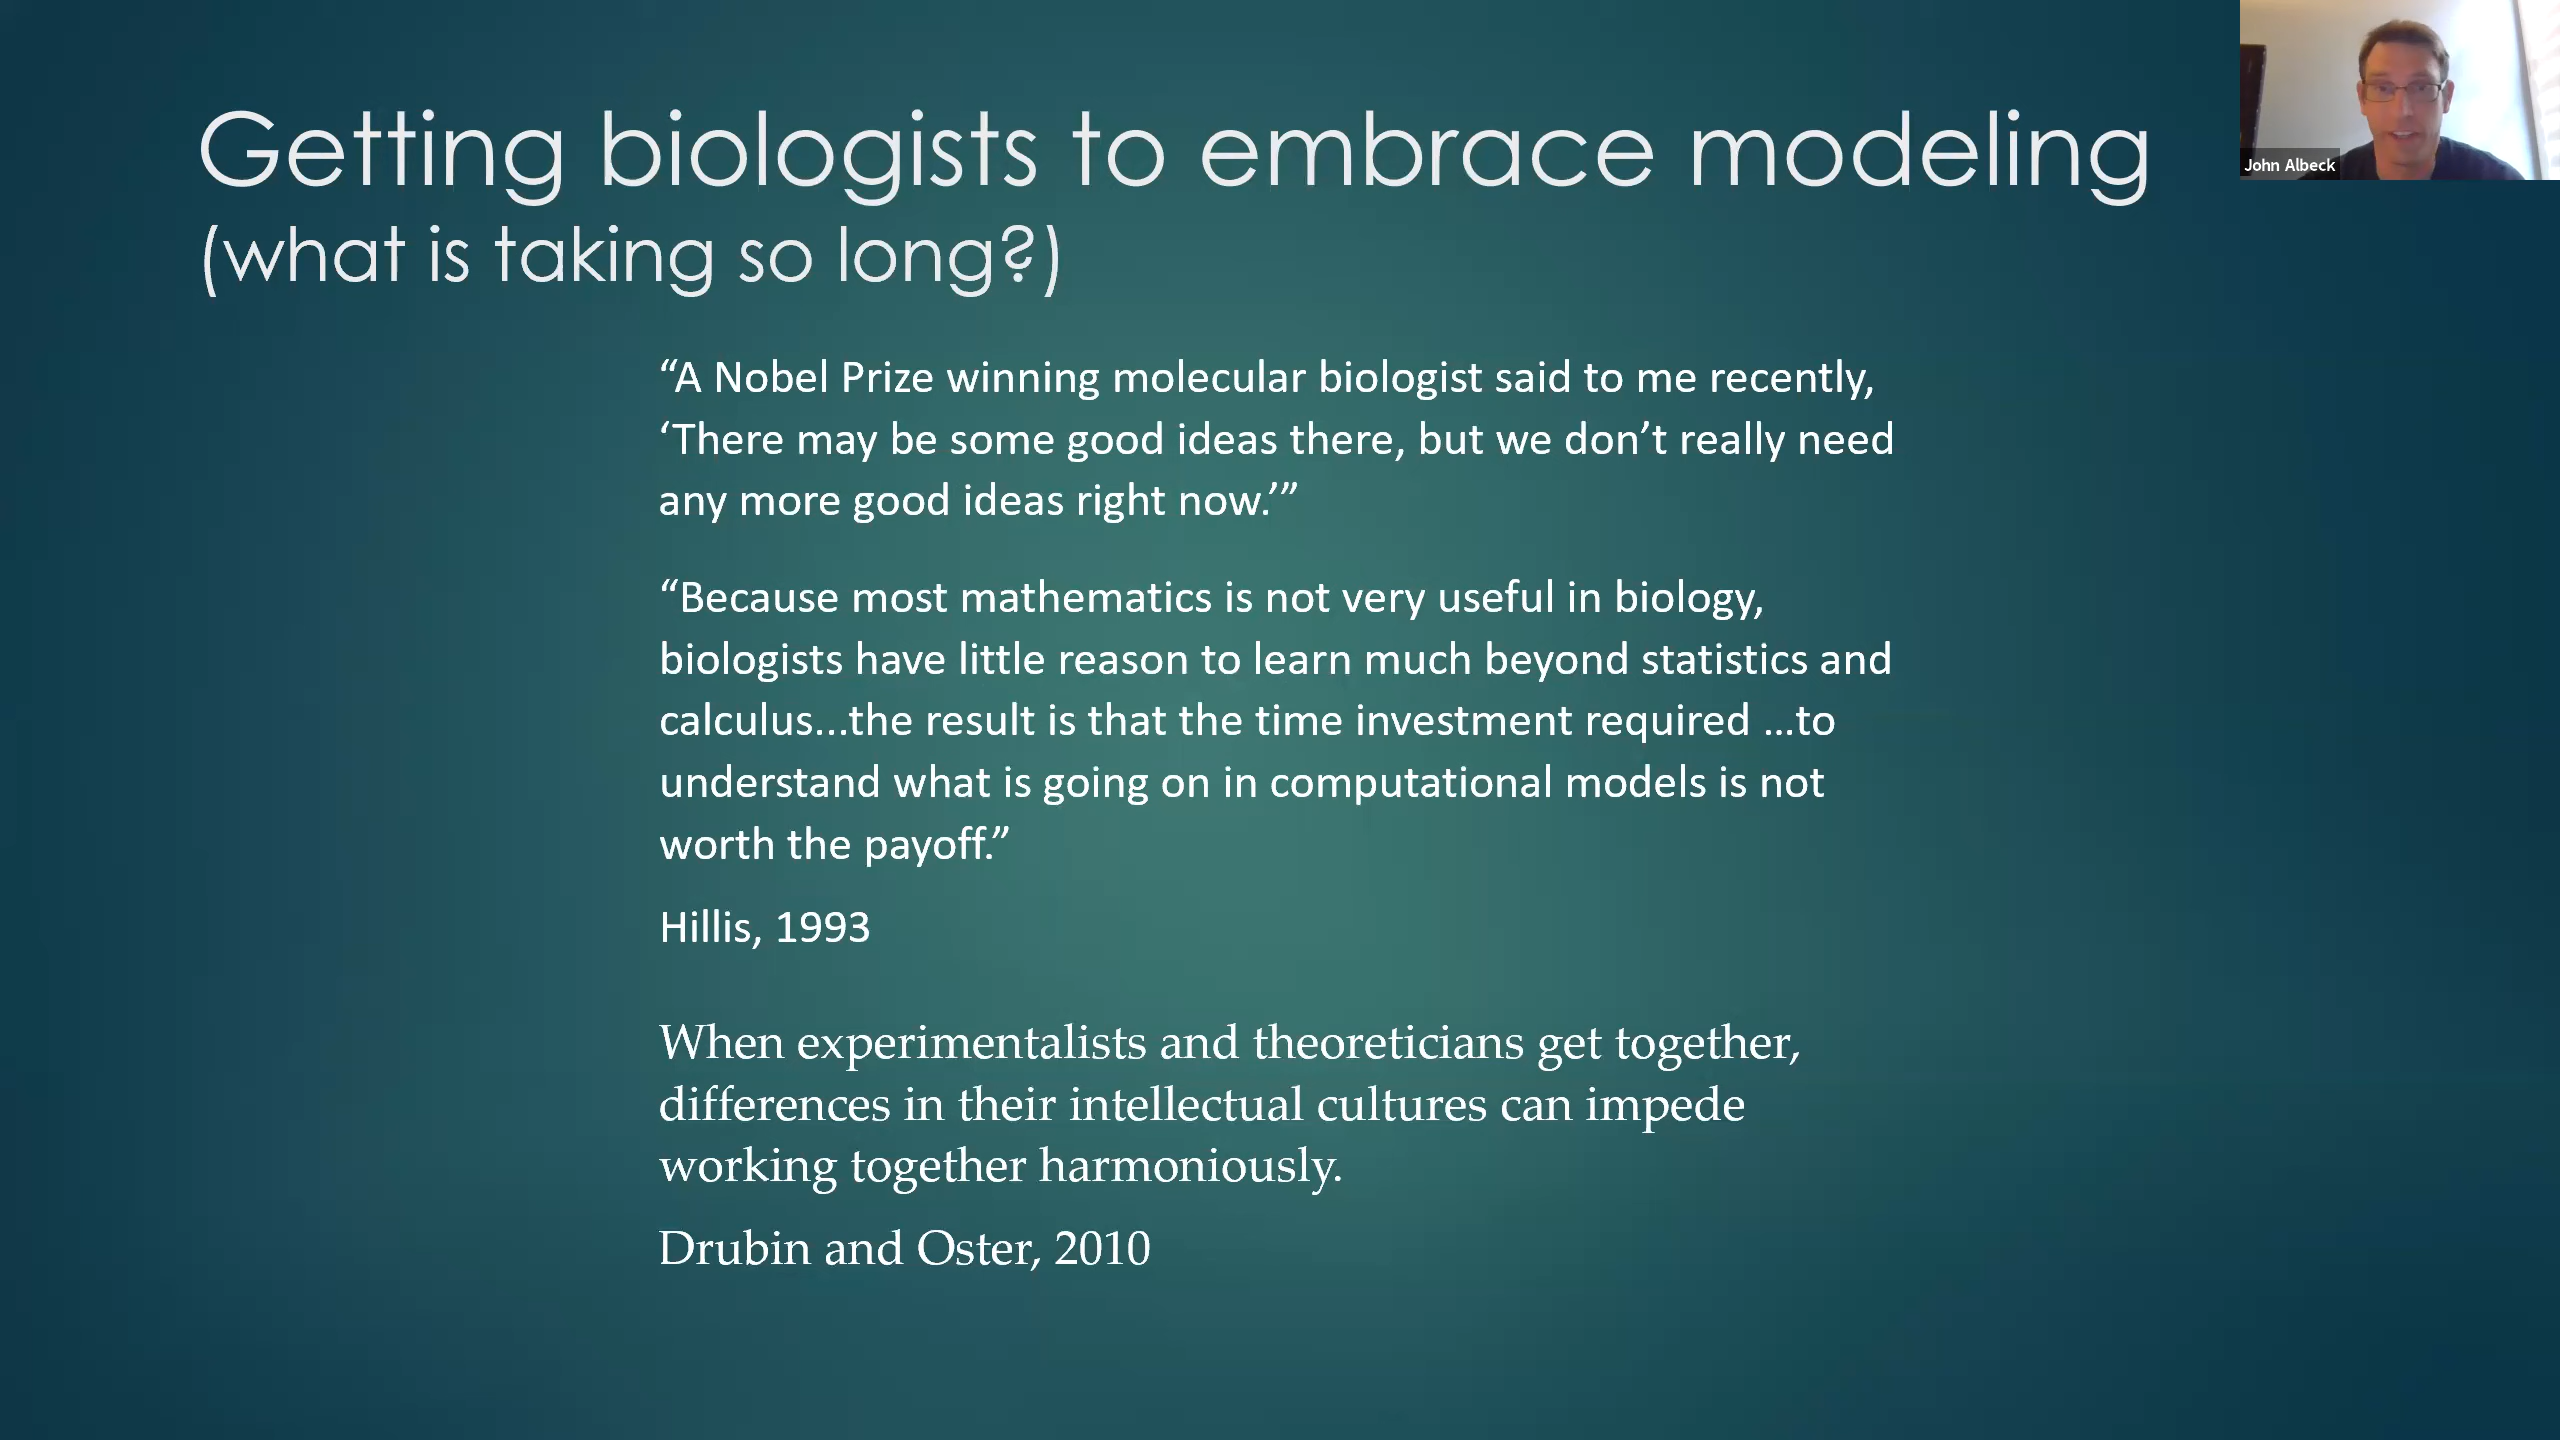 Getting biologists to embrace modeling
(what is taking so long?)
“A Nobel Prize winning molecular biologist said to me recently,
‘There may be some good ideas there, but we don’t really need
any more good ideas right now.’”
“Because most mathematics is not very useful in biology,
biologists have little reason to learn much beyond statistics and
calculus...the result is that the time investment required ...to
understand what is going on in computational models is not
worth the payoff.”
Hillis, 1993
When experimentalists and theoreticians get together,
differences in their intellectual cultures can impede
working together harmoniously.
Drubin and Oster, 2010
John Albeck